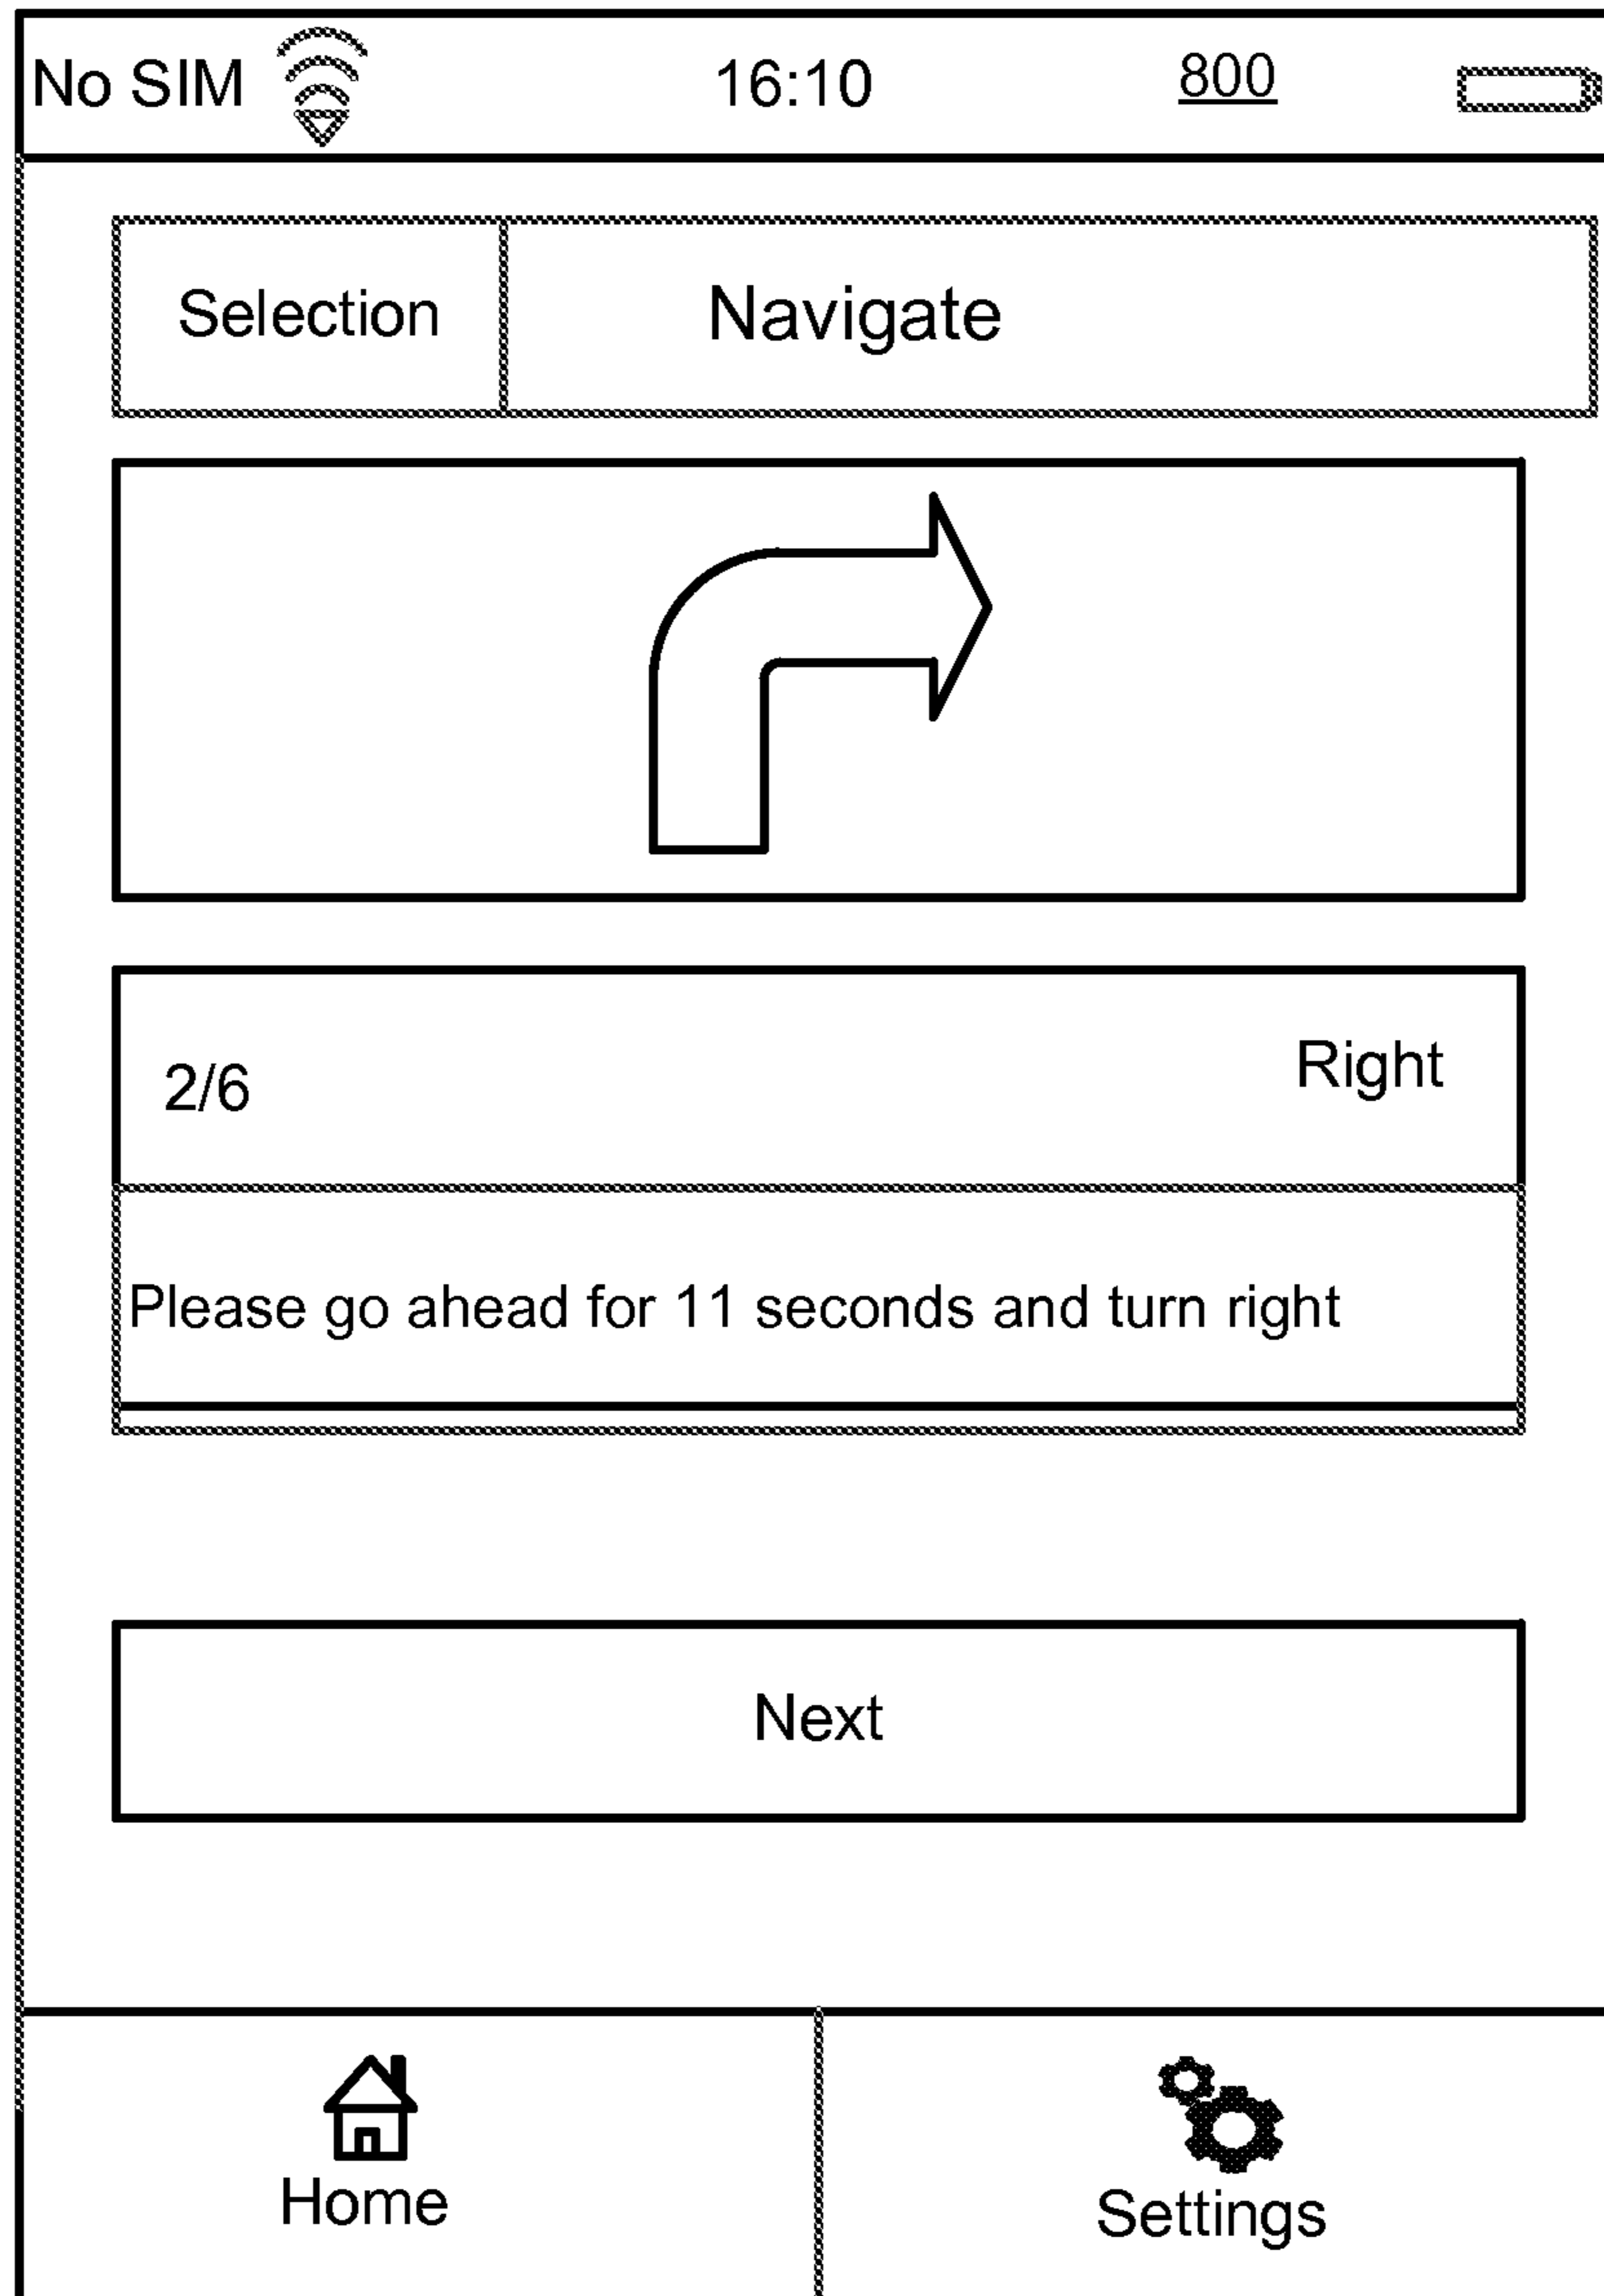 No SIM 16:10 800
Selection Navigate
2/6 Right
Please go ahead for 11 seconds and turn right
Next
Home Settings